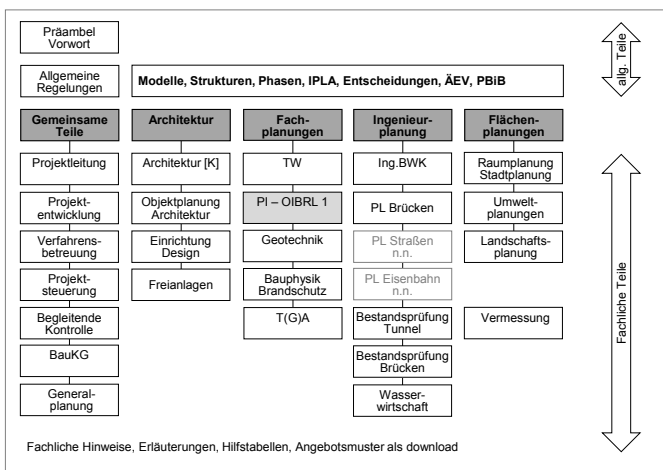 Präambel
Vorwort
allg. Teile
Allgemeine
Regelungen
Modelle, Strukturen, Phasen, IPLA, Entscheidungen, ÄEV, PBiB
Gemeinsame
Teile
Architektur
Fach-
planungen
Ingenieur-
planung
Flächen-
planungen
Projektleitung
Architektur [K]
TW
Ing.BWK
Raumplanung
Stadtplanung
Projekt-
entwicklung
Objektplanung
Architektur
PI – OIBRL 1
PL Brücken
Umwelt-
planungen
Verfahrens-
betreuung
Einrichtung
Design
Geotechnik
PL Straßen
n.n.
Landschafts-
planung
Projekt-
steuerung
Freianlagen
Bauphysik
Brandschutz
PL Eisenbahn
n.n.
Begleitende
Kontrolle
T(G)A
Bestandsprüfung
Tunnel
Vermessung
BauKG
Bestandsprüfung
Brücken
General-
planung
Wasser-
wirtschaft
Fachliche Teile
Fachliche Hinweise, Erläuterungen, Hilfstabellen, Angebotsmuster als download